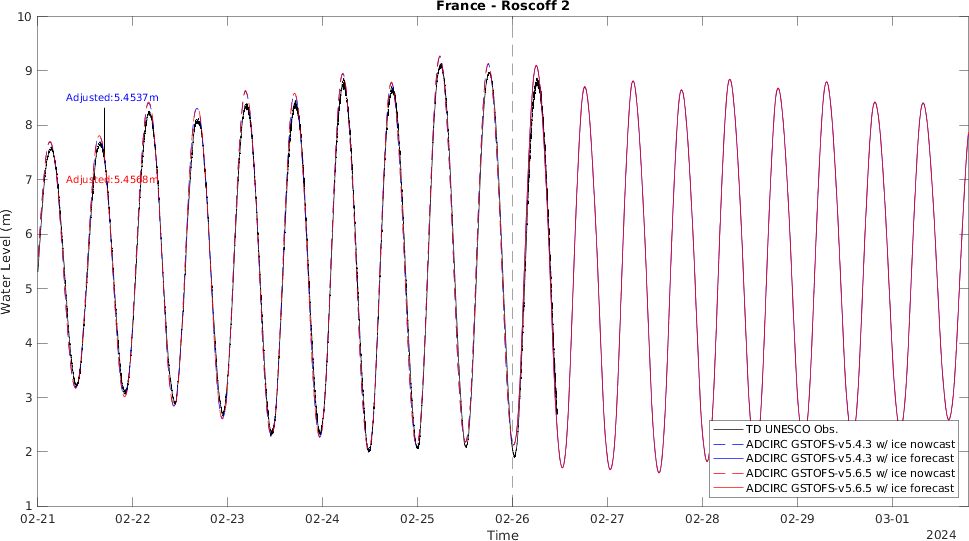 France - Roscoff 2
10
9
8
7
6
5
4
3
2
1
Water Level (m)
Adjusted:5.4537m
Adjusted:5.4568m
TD UNESCO Obs.
ADCIRC GSTOFS-v5.4.3 w/ ice nowcast
ADCIRC GSTOFS-v5.4.3 w/ ice forecast
ADCIRC GSTOFS-v5.6.5 w/ ice nowcast
ADCIRC GSTOFS-v5.6.5 w/ ice forecast
02-21 02-22 02-23 02-24 02-25 02-26 02-27 02-28 02-29 03-01
Time
2024